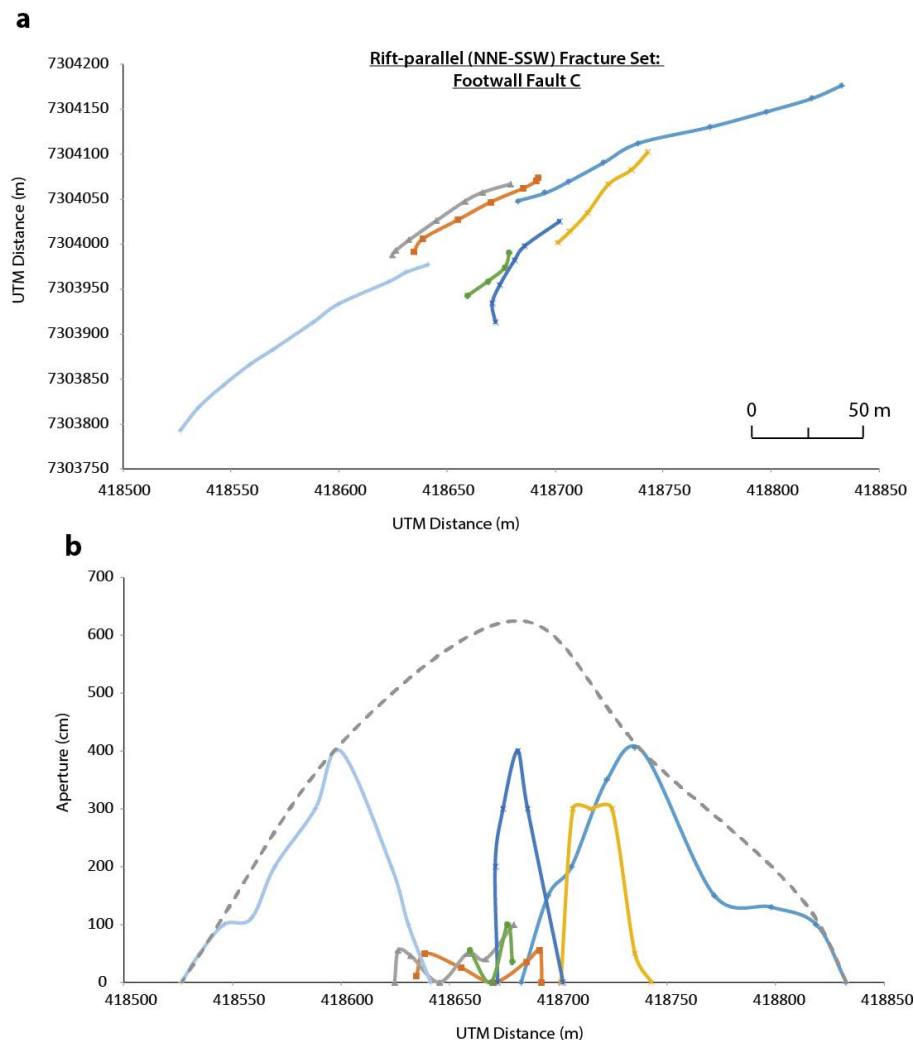 a
Rift-parallel (NNE-SSW) Fracture Set:
Footwall Fault C
7304200
7304150
7304100
7304050
7304000
7303950
7303900
7303850
7303800
7303750
UTM Distance (m)
0 50 m
418500 418550 418600 418650 418700 418750 418800 418850
UTM Distance (m)
b
700
600
500
400
300
200
100
0
Aperture (cm)
418500 418550 418600 418650 418700 418750 418800 418850
UTM Distance (m)